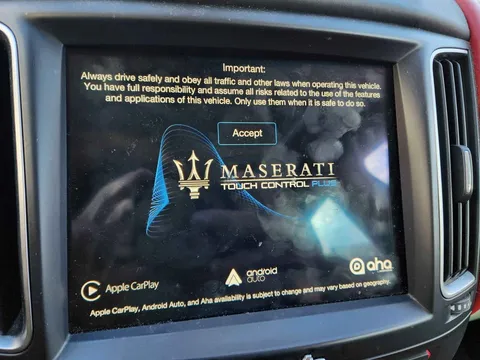 Important:
Always drive safely and obey all traffic and other laws when operating this vehicle.
You have full responsibility and assume all risks related to the use of the features
and applications of this vehicle. Only use them when it is safe to do so.
Accept
MASERATI
TOUCH CONTROL PLUS
Apple CarPlay
android
auto
aha
Apple CarPlay, Android Auto, and Aha availability is subject to change and may vary based on geography.